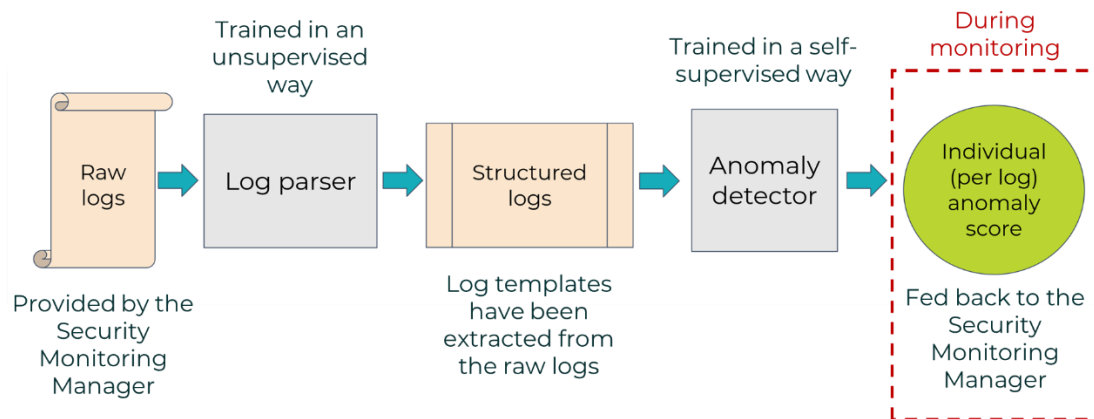 Trained in an
unsupervised
way
Trained in a self-
supervised way
During
monitoring
Raw
logs
Log parser
Structured
logs
Anomaly
detector
Individual
(per log)
anomaly
score
Provided by the
Security
Monitoring
Manager
Log templates
have been
extracted from
the raw logs
Fed back to the
Security
Monitoring
Manager